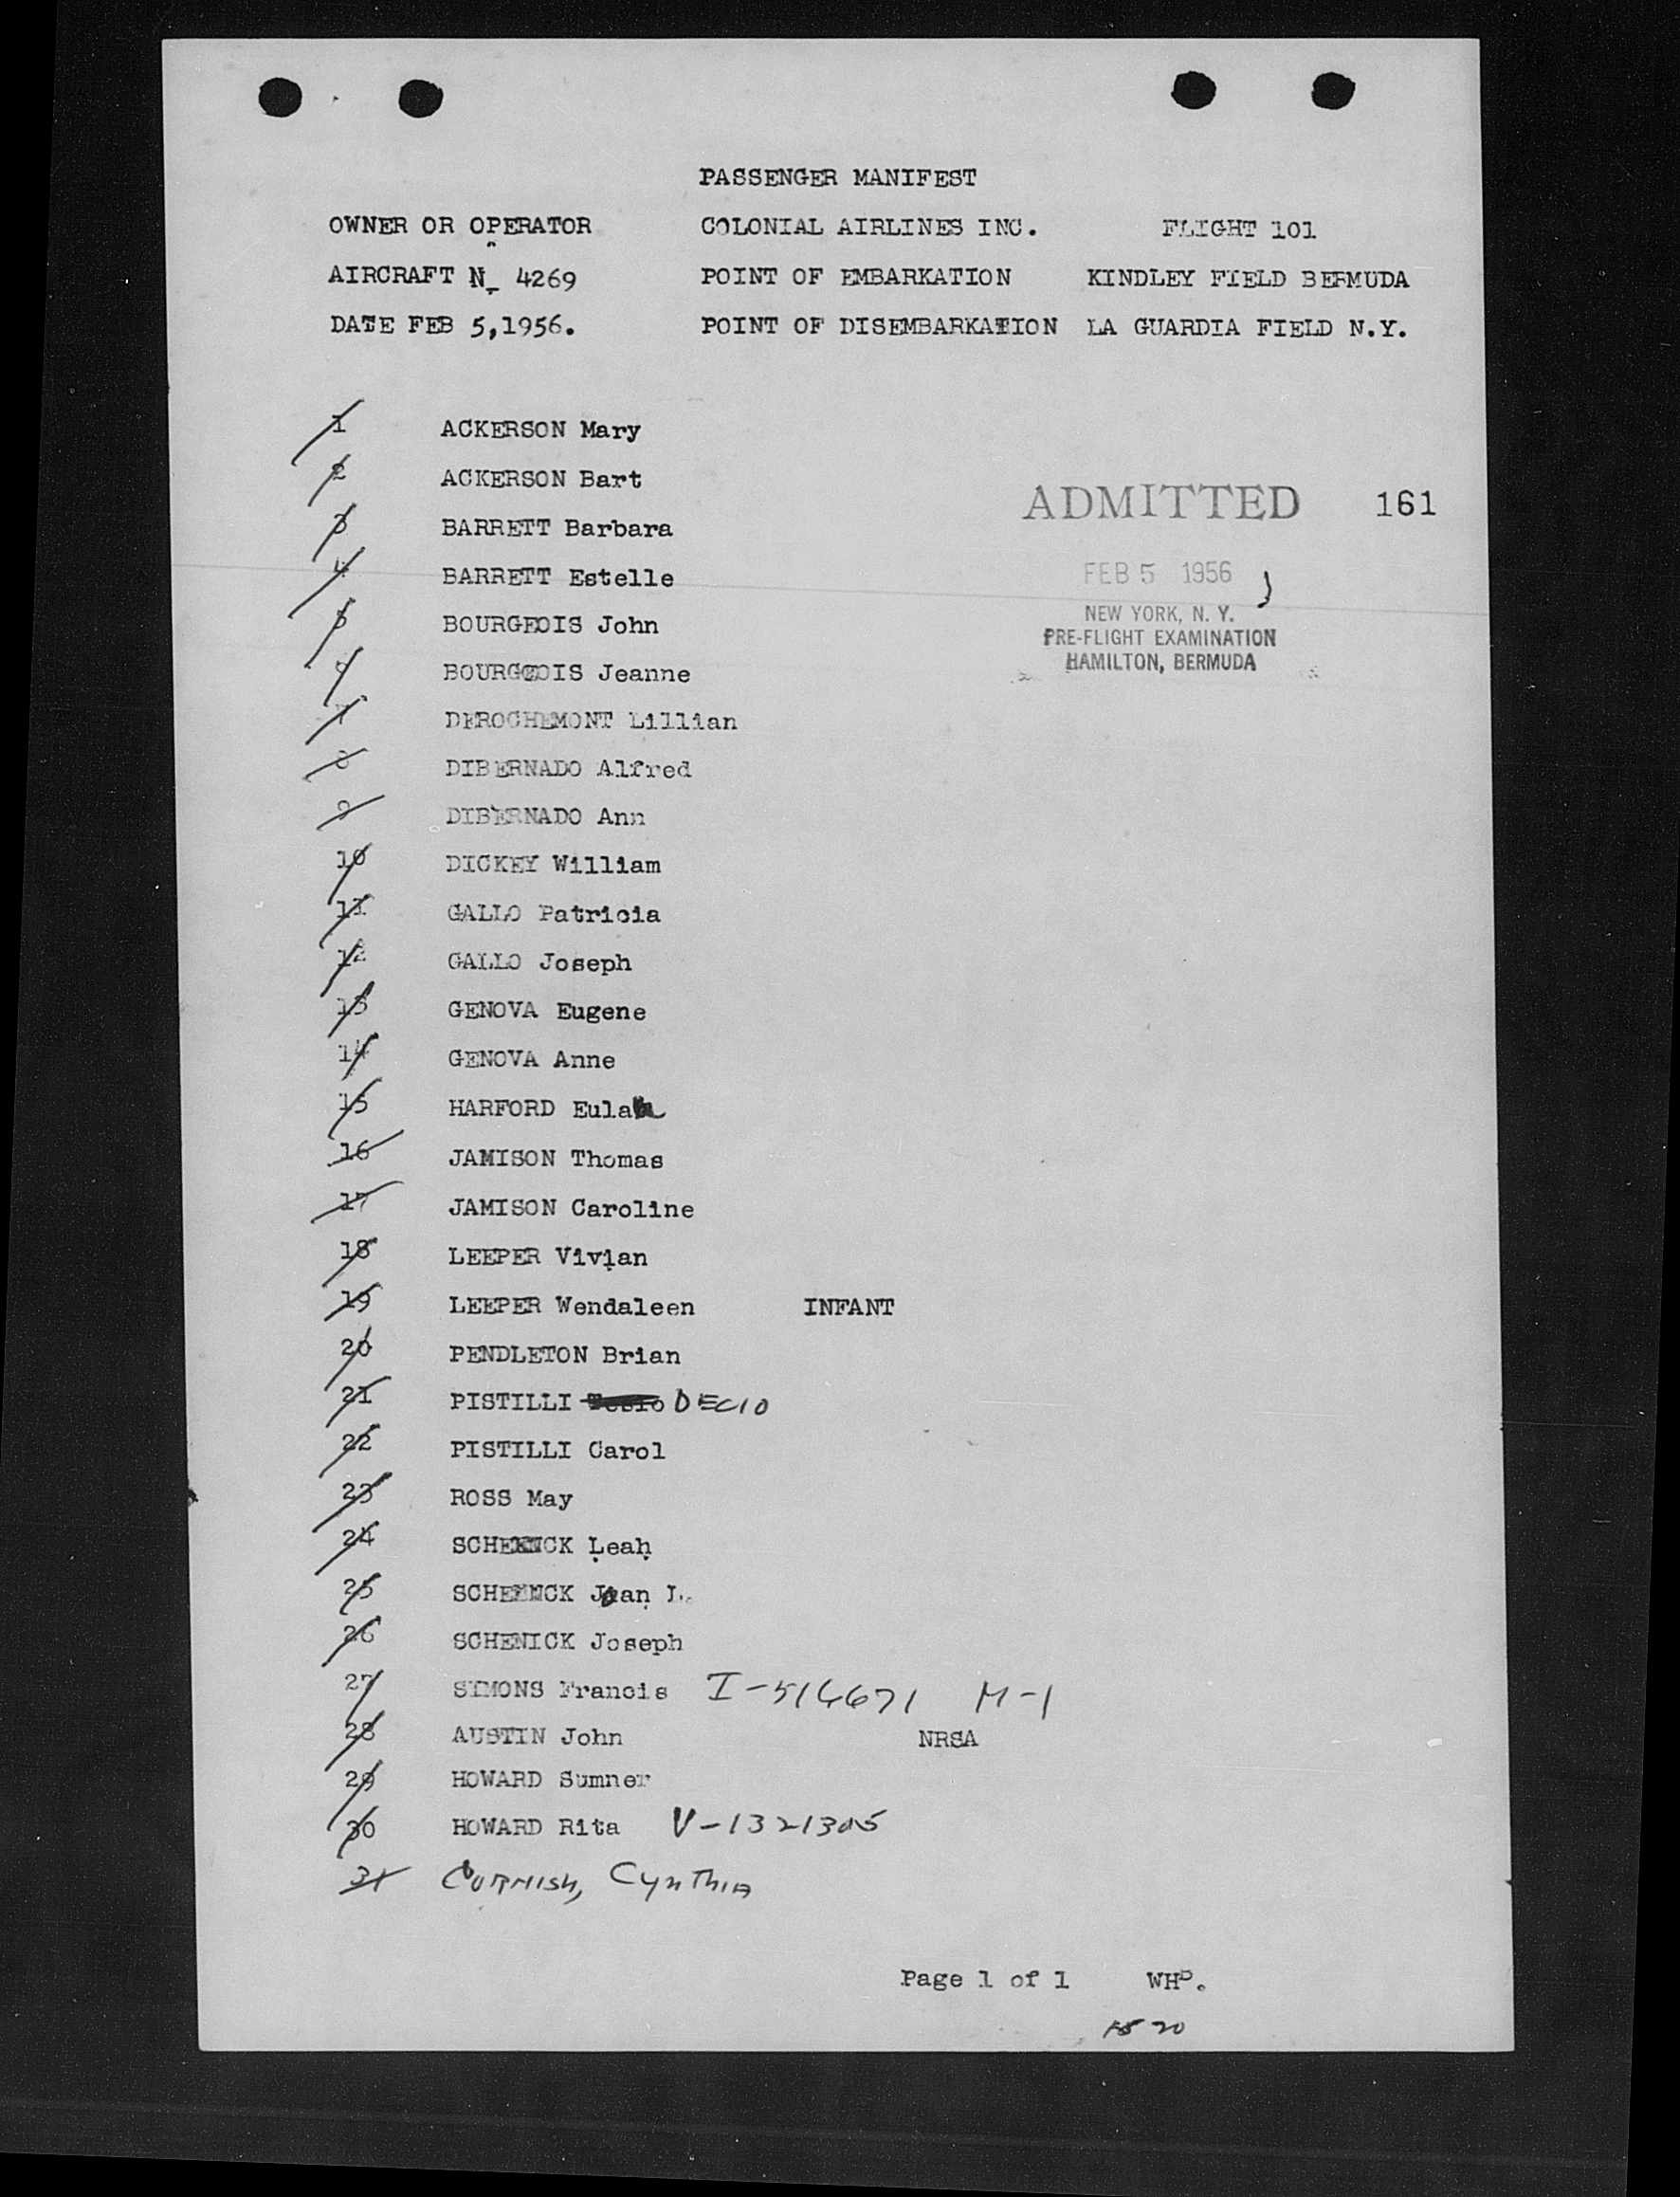 PASSENGER MANIFEST
OWNER OR OPERATOR COLONIAL AIRLINES INC. FLIGHT 101
AIRCRAFT N_ 4269 POINT OF EMBARKATION KINDLEY FIELD BERMUDA
DATE FEB 5,1956. POINT OF DISEMBARKATION LA GUARDIA FIELD N.Y.
1 ACKERSON Mary
2 ACKERSON Bart
ADMITTED 161
3 BARRETT Barbara
4 BARRETT Estelle
FEB 5 1956
NEW YORK, N. Y.
PRE-FLIGHT EXAMINATION
HAMILTON, BERMUDA
5 BOURGEOIS John
6 BOURGEOIS Jeanne
7 DEROCHEMONT Lillian
8 DIBERNADO Alfred
9 DIBERNADO Ann
10 DICKEY William
11 GALLO Patricia
12 GALLO Joseph
13 GENOVA Eugene
14 GENOVA Anne
15 HARFORD Eula
16 JAMISON Thomas
17 JAMISON Caroline
18 LEEPER Vivian
19 LEEPER Wendaleen INFANT
20 PENDLETON Brian
21 PISTILLI DECIO
22 PISTILLI Carol
23 ROSS May
24 Leah
25 L.
26 SCHENICK Joseph
27 SIMONS Francis I-516671 M-1
28 AUSTIN John NRSA
29 HOWARD Sumner
30 HOWARD Rita V-1321305
31 CORNISH, Cynthia
Page 1 of 1
20